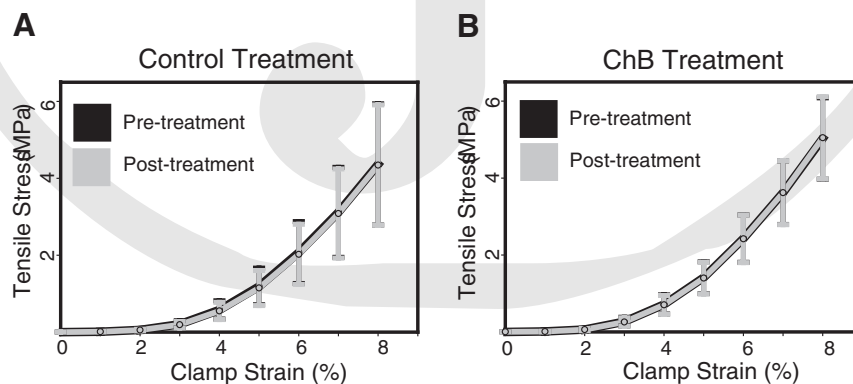 A
Control Treatment
Tensile Stress(MPa)
6
4
2
Pre-treatment
Post-treatment
0 2 4 6 8
Clamp Strain (%)
B
ChB Treatment
Tensile Stress(MPa)
6
4
2
Pre-treatment
Post-treatment
0 2 4 6 8
Clamp Strain (%)